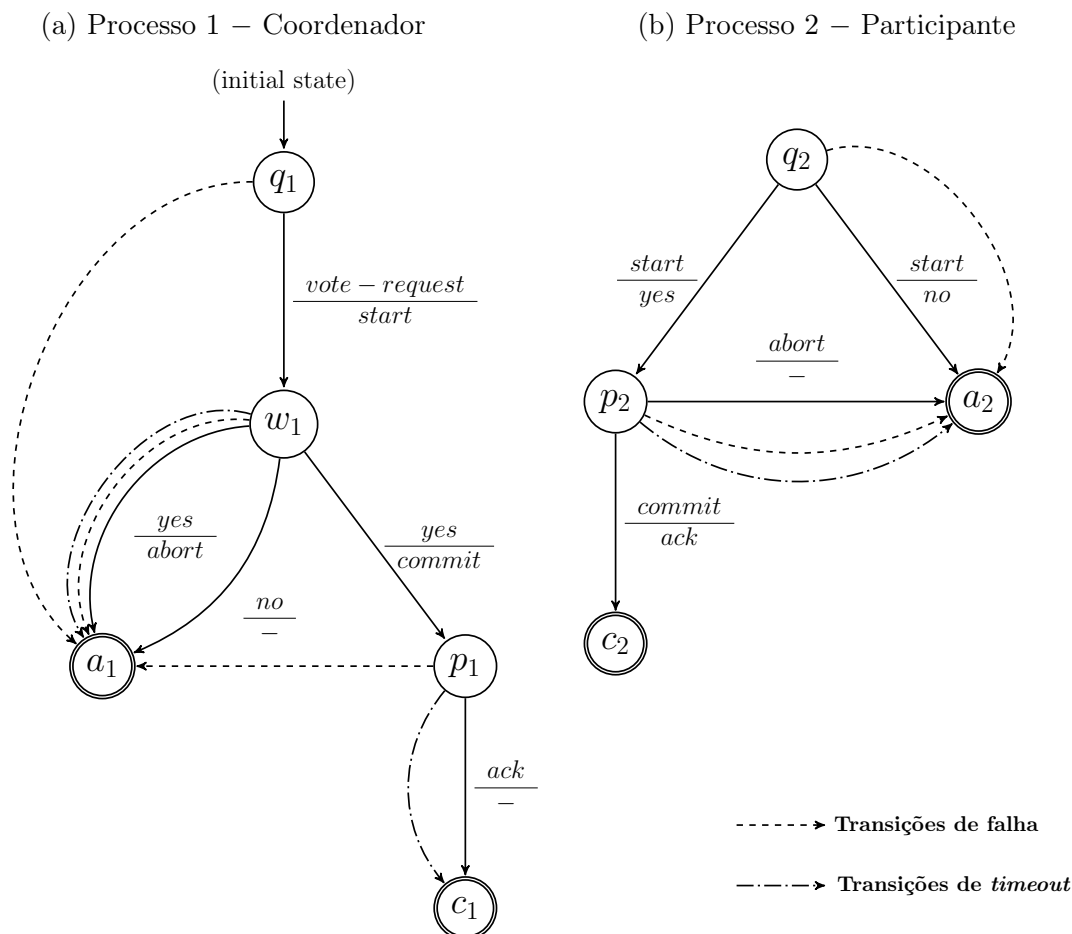 (a) Processo 1 – Coordenador
(initial state)
q1
vote – request
start
w1
yes
abort
yes
commit
no
–
a1
p1
ack
–
c1
(b) Processo 2 – Participante
q2
start
yes
start
no
abort
–
p2
a2
commit
ack
c2
Transições de falha
Transições de timeout